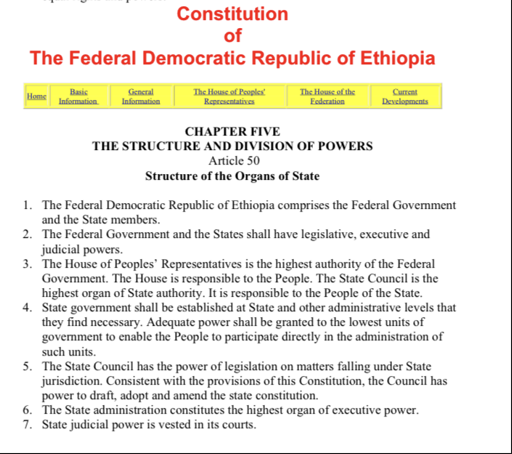 Constitution
of
The Federal Democratic Republic of Ethiopia
Home
Basic
Information
General
Information
The House of Peoples'
Representatives
The House of the
Federation
Current
Developments
CHAPTER FIVE
THE STRUCTURE AND DIVISION OF POWERS
Article 50
Structure of the Organs of State
1. The Federal Democratic Republic of Ethiopia comprises the Federal Government
and the State members.
2. The Federal Government and the States shall have legislative, executive and
judicial powers.
3. The House of Peoples' Representatives is the highest authority of the Federal
Government. The House is responsible to the People. The State Council is the
highest organ of State authority. It is responsible to the People of the State.
4. State government shall be established at State and other administrative levels that
they find necessary. Adequate power shall be granted to the lowest units of
government to enable the People to participate directly in the administration of
such units.
5. The State Council has the power of legislation on matters falling under State
jurisdiction. Consistent with the provisions of this Constitution, the Council has
power to draft, adopt and amend the state constitution.
6. The State administration constitutes the highest organ of executive power.
7. State judicial power is vested in its courts.